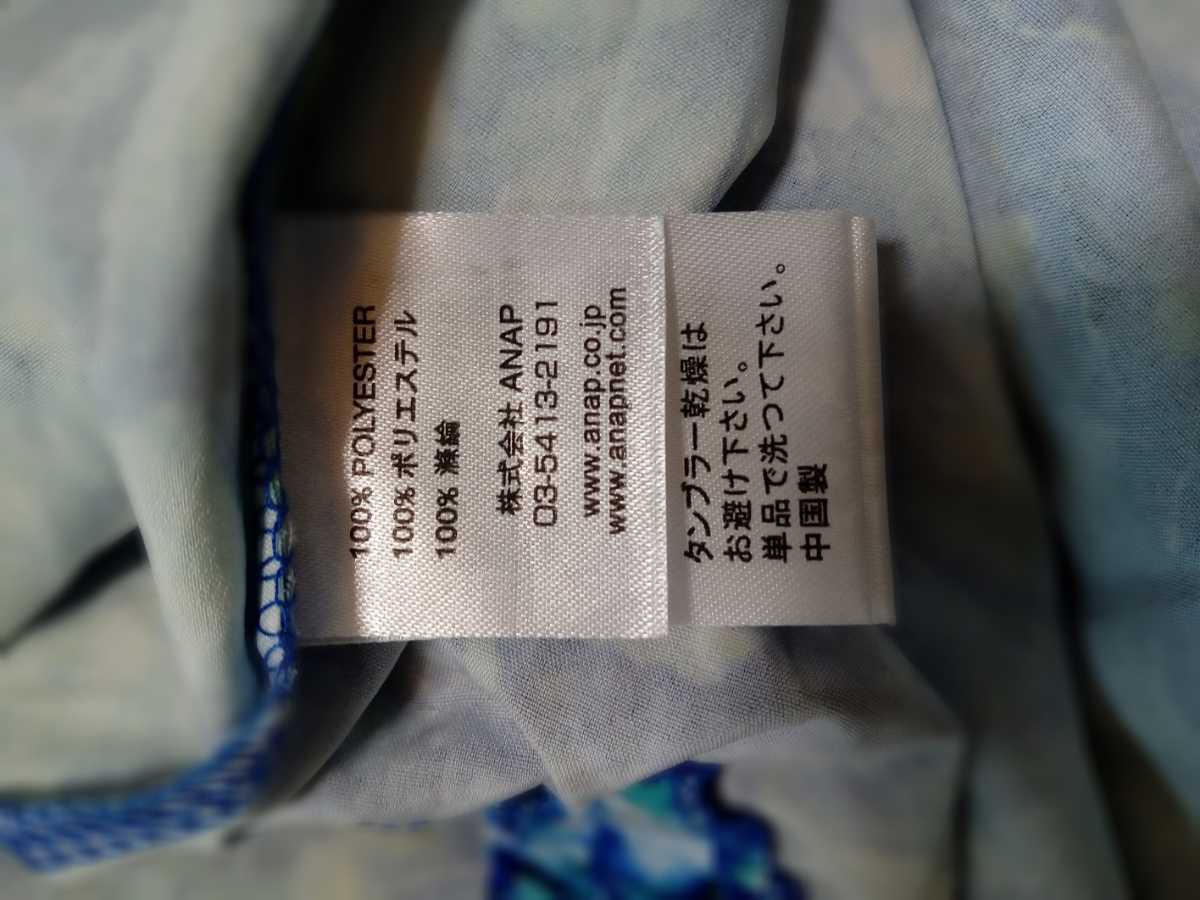 100% POLYESTER
100% ポリエステル
100% 滌綸
株式会社 ANAP
03-5413-2191
www.anap.co.jp
www.anapnet.com
タンブラー乾燥は
お避け下さい。
単品で洗つて下さい。
中国製